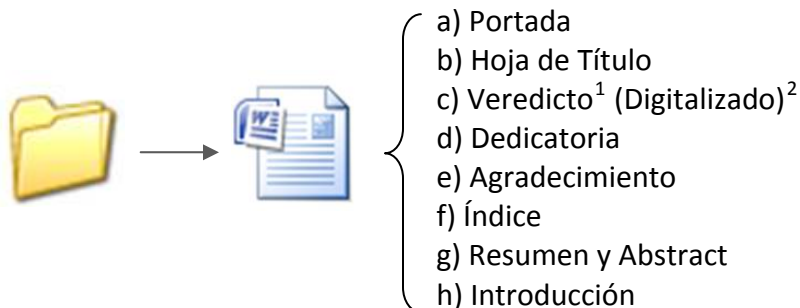 a) Portada
b) Hoja de Título
c) Veredicto¹ (Digitalizado)²
d) Dedicatoria
e) Agradecimiento
f) Índice
g) Resumen y Abstract
h) Introducción